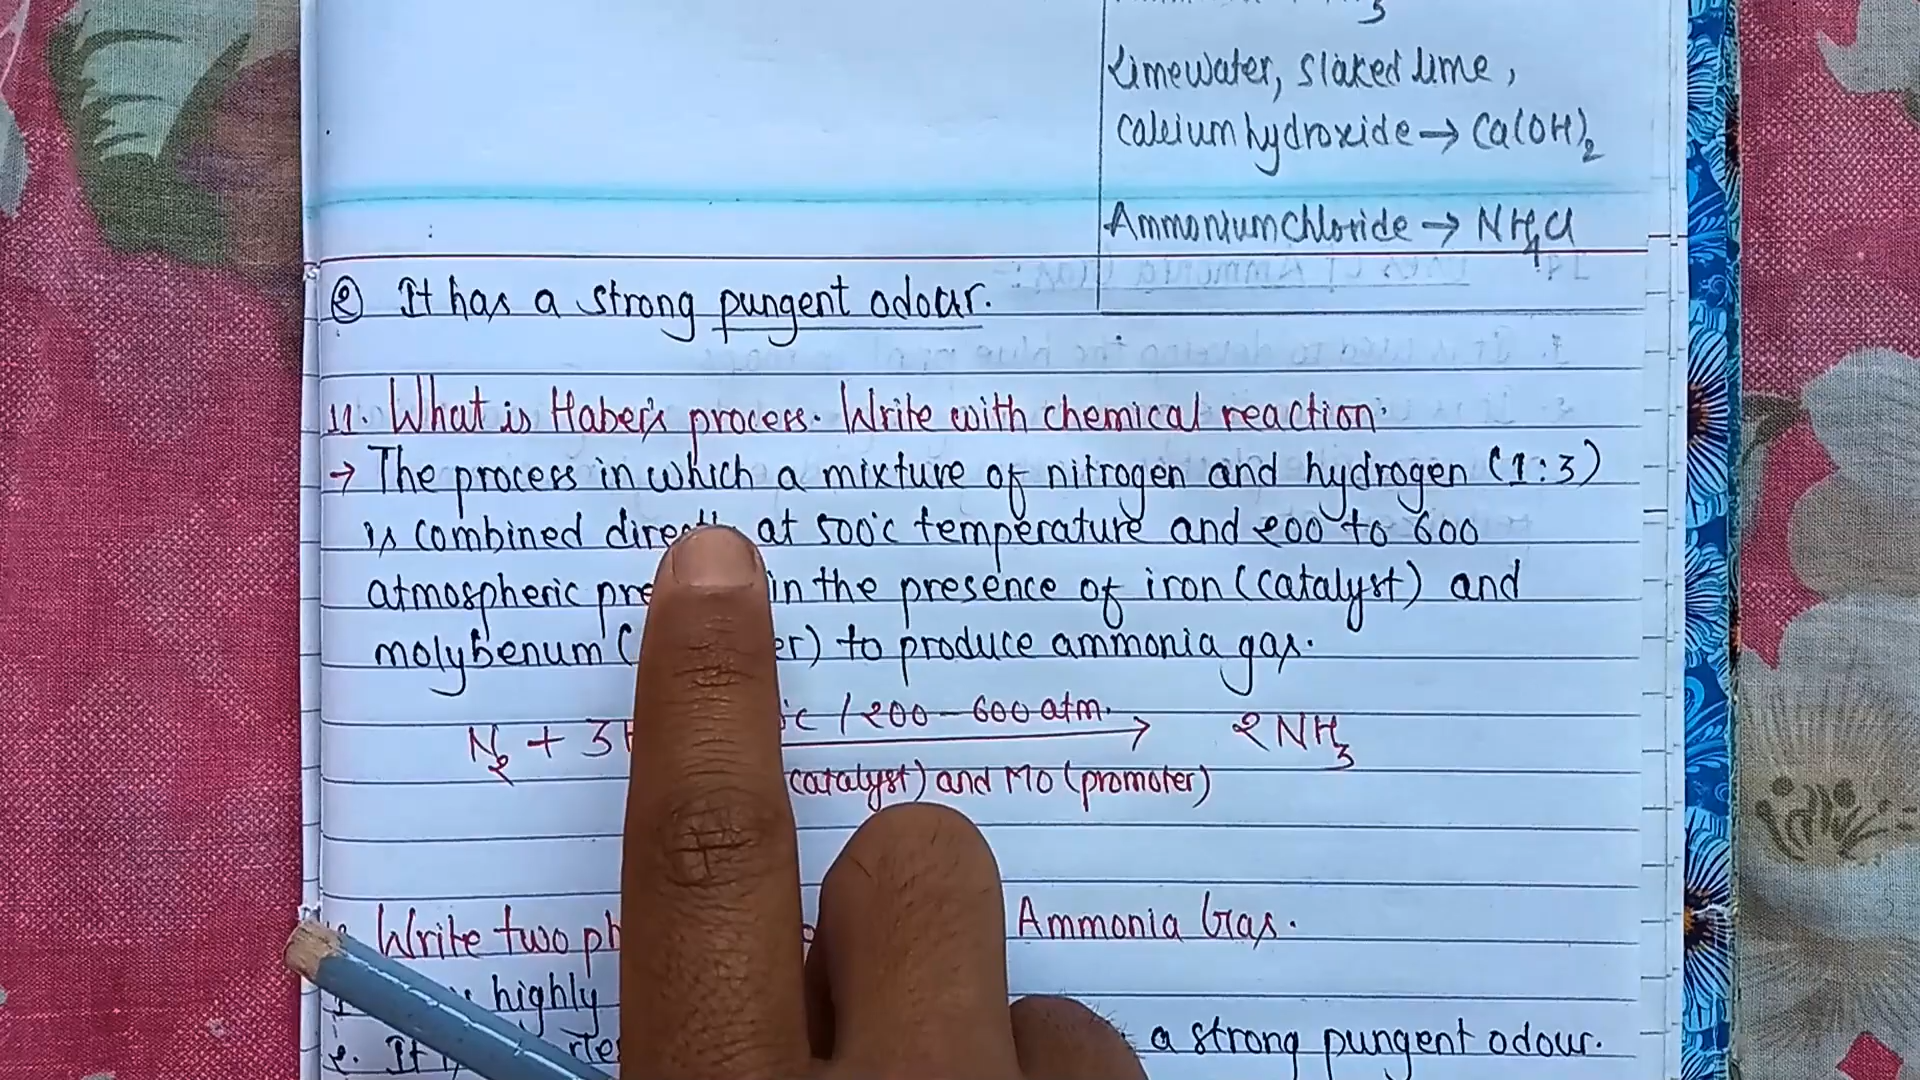 Limewater, slaked lime,
calcium hydroxide → Ca(OH)2
Ammonium Chloride → NH4Cl
② It has a strong pungent odour.
11. What is Haber's process. Write with chemical reaction.
→ The process in which a mixture of nitrogen and hydrogen (1:3)
is combined at 500°c temperature and 200 to 600
atmospheric in the presence of iron (catalyst) and
molybenum ( to produce ammonia gas.
N2 + 3 °c / 200-600 atm. → 2NH3
(catalyst) and MO (promoter)
Write two Ammonia Gas.
highly
2. It a strong pungent odour.